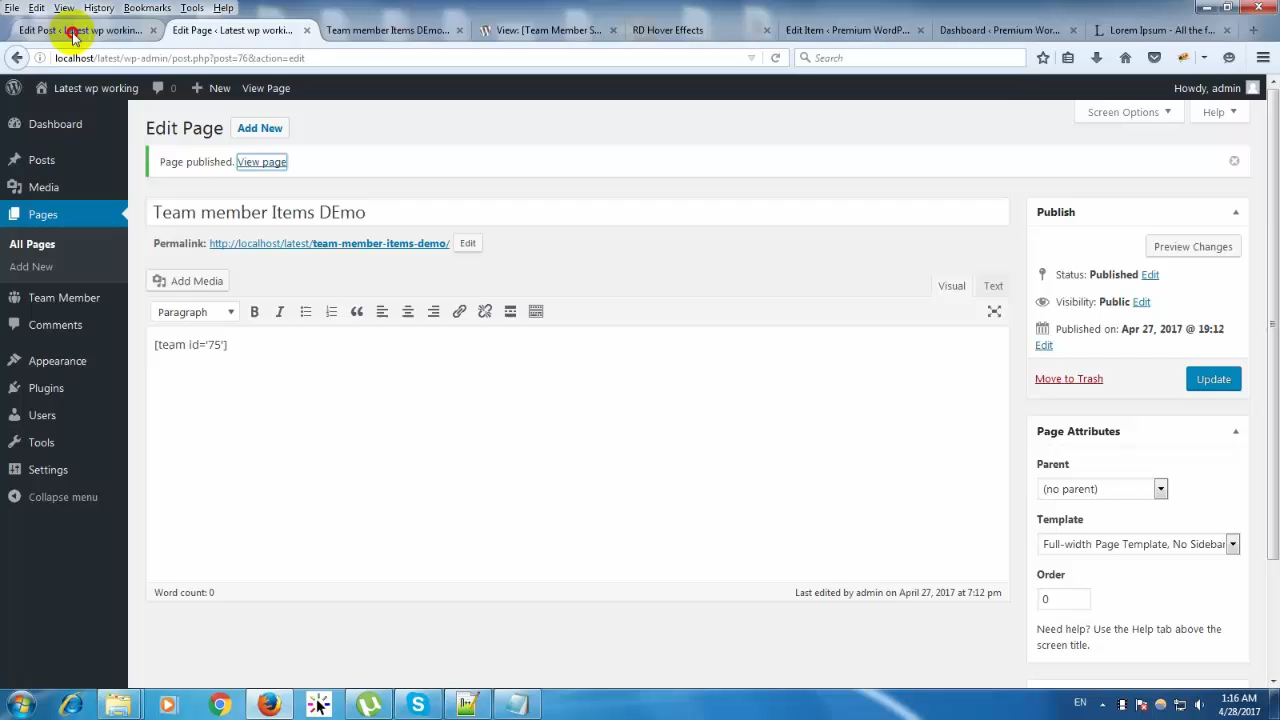 File Edit View History Bookmarks Tools Help
Edit Post ‹ Latest wp workin... Edit Page ‹ Latest wp worki... Team member Items DEmo... View: [Team Member S... RD Hover Effects Edit Item ‹ Premium WordP... Dashboard ‹ Premium Wor... Lorem Ipsum - All the f...
localhost/latest/wp-admin/post.php?post=76&action=edit Search
Latest wp working 0 New View Page Howdy, admin
Screen Options Help
Edit Page Add New
Page published. View page
Dashboard
Posts
Media
Pages
All Pages
Add New
Team Member
Comments
Appearance
Plugins
Users
Tools
Settings
Collapse menu
Team member Items DEmo
Permalink: http://localhost/latest/team-member-items-demo/ Edit
Add Media Visual Text
Paragraph B I
[team id='75']
Word count: 0 Last edited by admin on April 27, 2017 at 7:12 pm
Publish
Preview Changes
Status: Published Edit
Visibility: Public Edit
Published on: Apr 27, 2017 @ 19:12
Edit
Move to Trash Update
Page Attributes
Parent
(no parent)
Template
Full-width Page Template, No Sidebar
Order
0
Need help? Use the Help tab above the
screen title.
EN 1:16 AM
4/28/2017